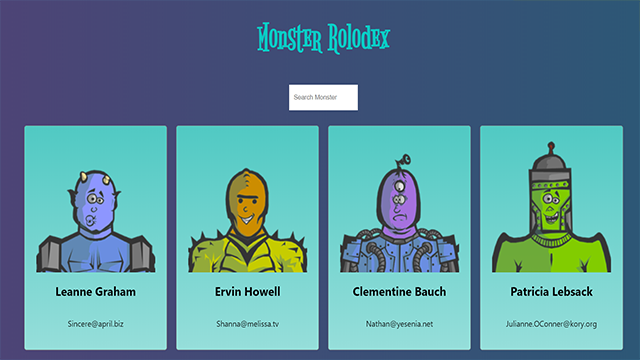 Monster Rolodex
Search Monster
Leanne Graham
Ervin Howell
Clementine Bauch
Patricia Lebsack
Sincere@april.biz
Shanna@melissa.tv
Nathan@yesenia.net
Julianne.OConner@kory.org